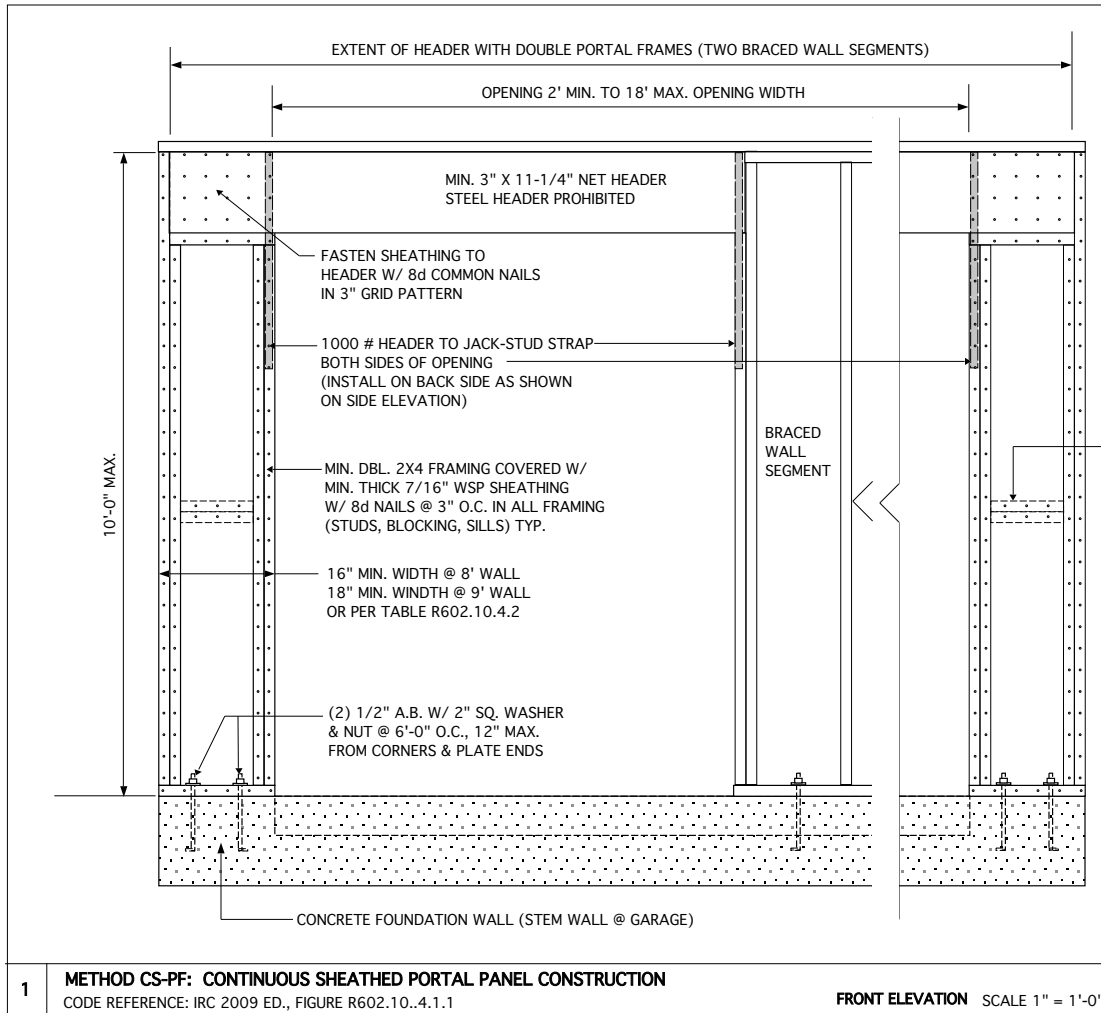 EXTENT OF HEADER WITH DOUBLE PORTAL FRAMES (TWO BRACED WALL SEGMENTS)
OPENING 2' MIN. TO 18' MAX. OPENING WIDTH
MIN. 3" X 11-1/4" NET HEADER
STEEL HEADER PROHIBITED
FASTEN SHEATHING TO
HEADER W/ 8d COMMON NAILS
IN 3" GRID PATTERN
1000 # HEADER TO JACK-STUD STRAP
BOTH SIDES OF OPENING
(INSTALL ON BACK SIDE AS SHOWN
ON SIDE ELEVATION)
BRACED
WALL
SEGMENT
10'-0" MAX.
MIN. DBL. 2X4 FRAMING COVERED W/
MIN. THICK 7/16" WSP SHEATHING
W/ 8d NAILS @ 3" O.C. IN ALL FRAMING
(STUDS, BLOCKING, SILLS) TYP.
16" MIN. WIDTH @ 8' WALL
18" MIN. WINDTH @ 9' WALL
OR PER TABLE R602.10.4.2
(2) 1/2" A.B. W/ 2" SQ. WASHER
& NUT @ 6'-0" O.C., 12" MAX.
FROM CORNERS & PLATE ENDS
CONCRETE FOUNDATION WALL (STEM WALL @ GARAGE)
1
METHOD CS-PF: CONTINUOUS SHEATHED PORTAL PANEL CONSTRUCTION
CODE REFERENCE: IRC 2009 ED., FIGURE R602.10..4.1.1
FRONT ELEVATION SCALE 1" = 1'-0"